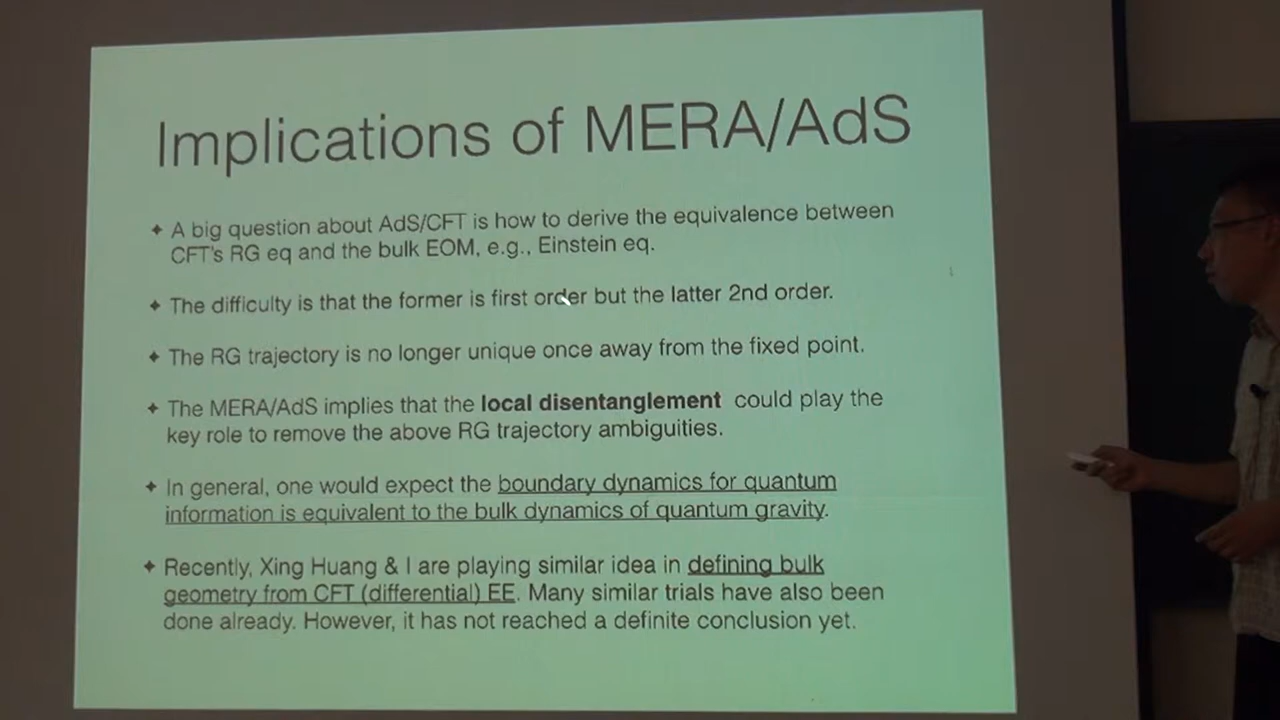 Implications of MERA/AdS
✦ A big question about AdS/CFT is how to derive the equivalence between
CFT's RG eq and the bulk EOM, e.g., Einstein eq.
✦ The difficulty is that the former is first order but the latter 2nd order.
✦ The RG trajectory is no longer unique once away from the fixed point.
✦ The MERA/AdS implies that the local disentanglement could play the
key role to remove the above RG trajectory ambiguities.
✦ In general, one would expect the boundary dynamics for quantum
information is equivalent to the bulk dynamics of quantum gravity.
✦ Recently, Xing Huang & I are playing similar idea in defining bulk
geometry from CFT (differential) EE. Many similar trials have also been
done already. However, it has not reached a definite conclusion yet.